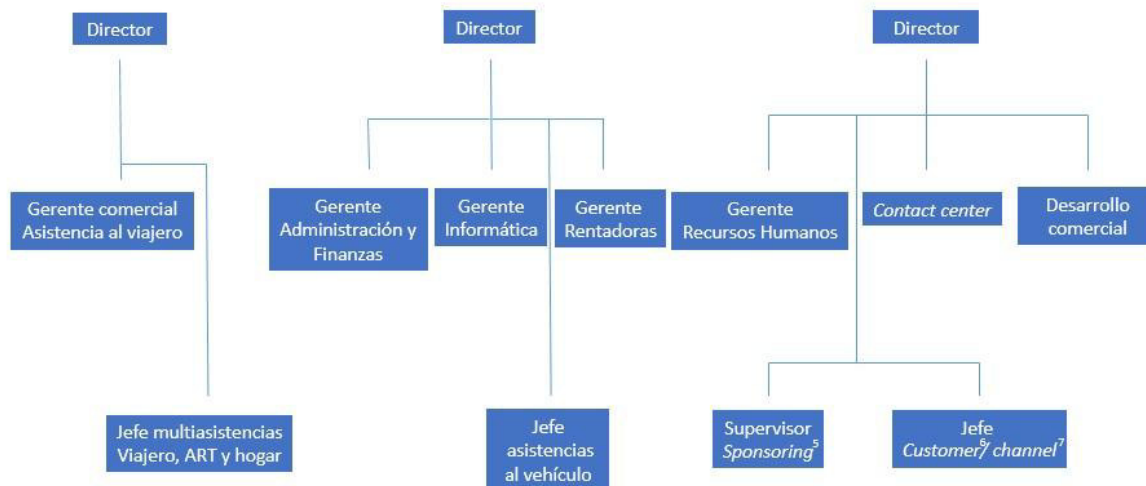 Director
Director
Director
Gerente comercial
Asistencia al viajero
Gerente
Administración y
Finanzas
Gerente
Informática
Gerente
Rentadoras
Gerente
Recursos Humanos
Contact center
Desarrollo
comercial
Jefe multiasistencias
Viajero, ART y hogar
Jefe
asistencias
al vehículo
Supervisor
Sponsoring⁵
Jefe
Customer⁶/ channel⁷